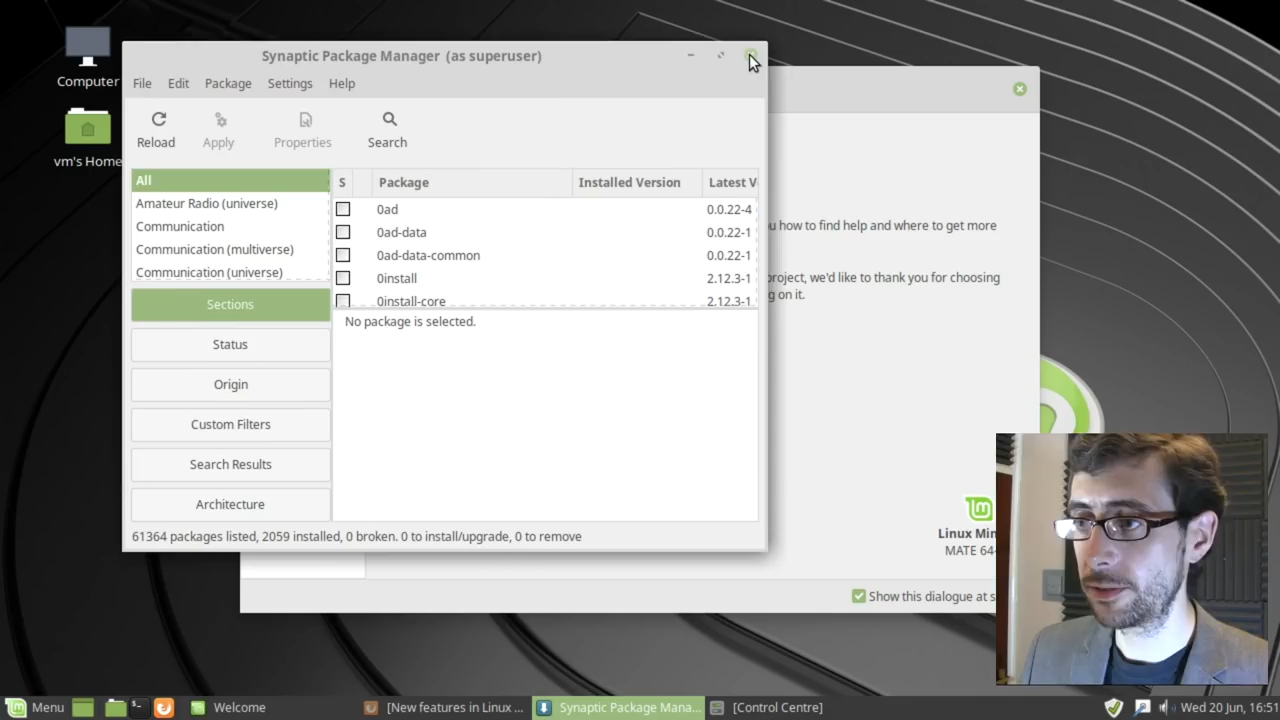 Computer
vm's Home
Synaptic Package Manager (as superuser)
File Edit Package Settings Help
Reload Apply Properties Search
All
Amateur Radio (universe)
Communication
Communication (multiverse)
Communication (universe)
Sections
Status
Origin
Custom Filters
Search Results
Architecture
S Package Installed Version Latest V
0ad 0.0.22-4
0ad-data 0.0.22-1
0ad-data-common 0.0.22-1
0install 2.12.3-1
0install-core 2.12.3-1
No package is selected.
61364 packages listed, 2059 installed, 0 broken. 0 to install/upgrade, 0 to remove
u how to find help and where to get more
project, we'd like to thank you for choosing
g on it.
Linux Min
MATE 64-
Show this dialogue at s
Menu Welcome [New features in Linux ... Synaptic Package Mana... [Control Centre] Wed 20 Jun, 16:51